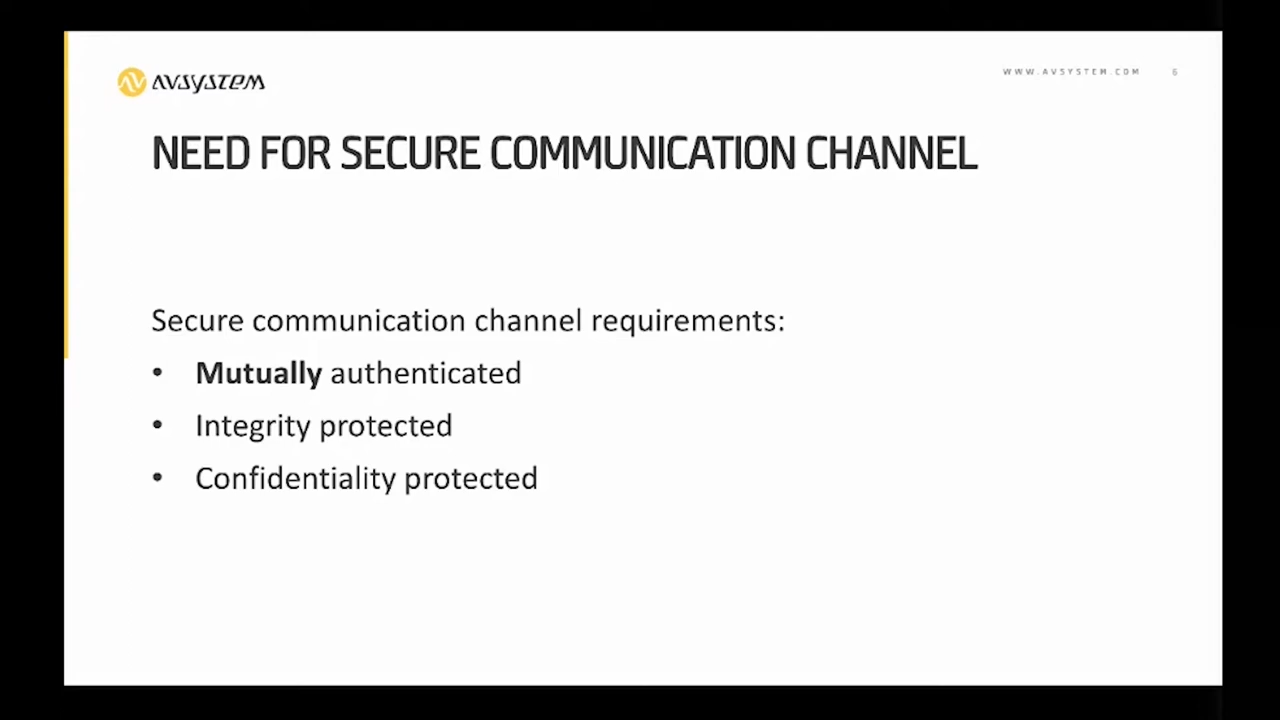 AVSYSTEM
WWW.AVSYSTEM.COM 6
NEED FOR SECURE COMMUNICATION CHANNEL
Secure communication channel requirements:
• Mutually authenticated
• Integrity protected
• Confidentiality protected